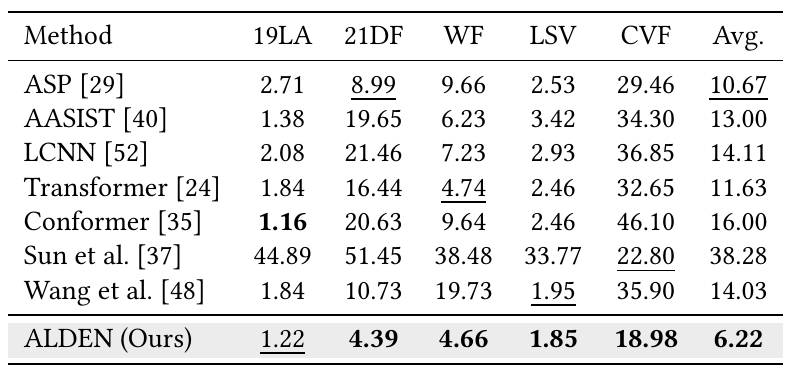 Method 19LA 21DF WF LSV CVF Avg.
ASP [29] 2.71 8.99 9.66 2.53 29.46 10.67
AASIST [40] 1.38 19.65 6.23 3.42 34.30 13.00
LCNN [52] 2.08 21.46 7.23 2.93 36.85 14.11
Transformer [24] 1.84 16.44 4.74 2.46 32.65 11.63
Conformer [35] 1.16 20.63 9.64 2.46 46.10 16.00
Sun et al. [37] 44.89 51.45 38.48 33.77 22.80 38.28
Wang et al. [48] 1.84 10.73 19.73 1.95 35.90 14.03
ALDEN (Ours) 1.22 4.39 4.66 1.85 18.98 6.22